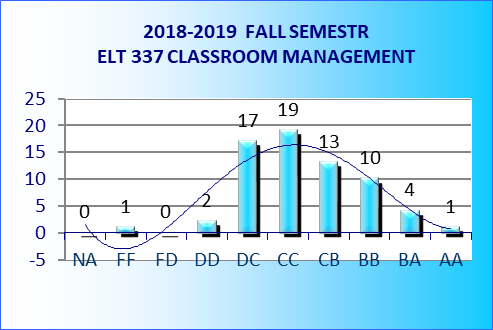 2018-2019 FALL SEMESTR
ELT 337 CLASSROOM MANAGEMENT
25
20
15
10
5
0
-5
0 1 0 2 17 19 13 10 4 1
NA FF FD DD DC CC CB BB BA AA